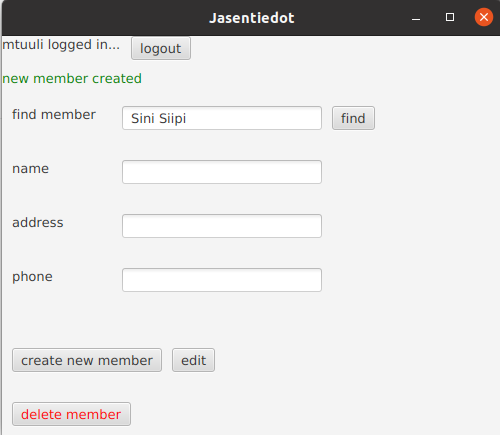 Jasentiedot
mtuuli logged in... logout
new member created
find member Sini Siipi find
name
address
phone
create new member edit
delete member